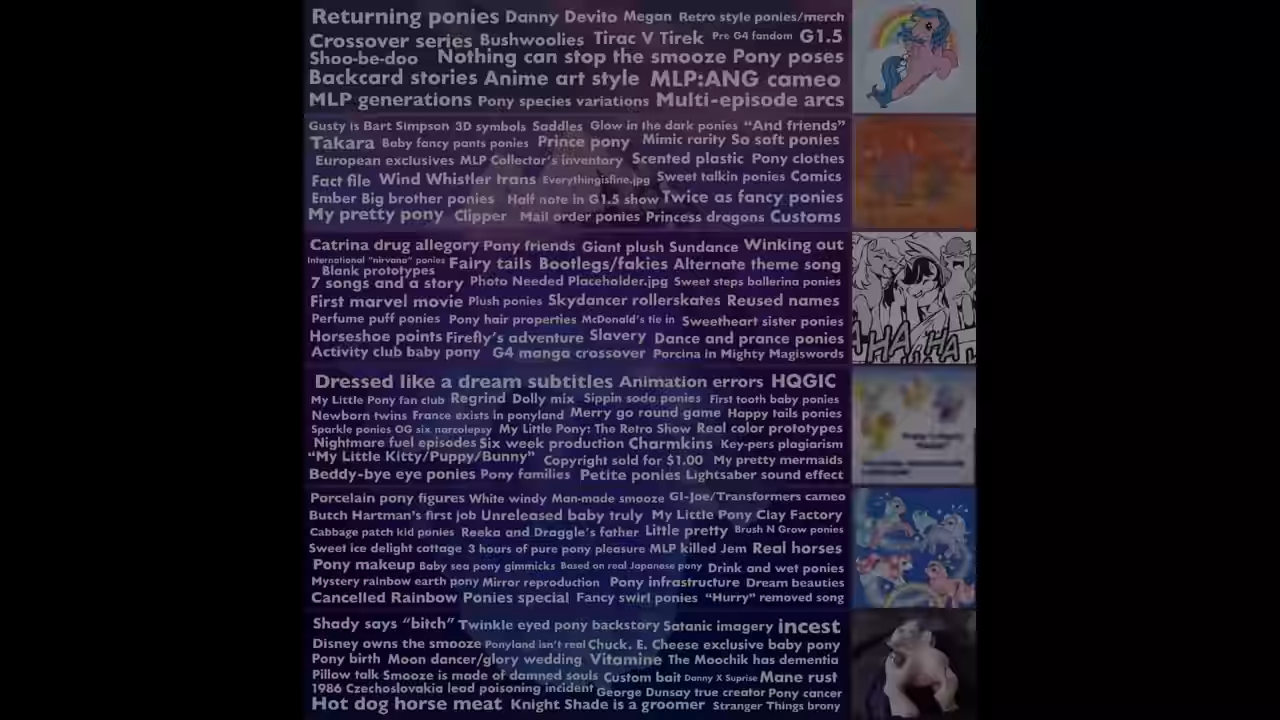 Returning ponies Danny Devito Megan Retro style ponies/merch
Crossover series Bushwoolies Tirac V Tirek Pre G4 fandom G1.5
Shoo-be-doo Nothing can stop the smooze Pony poses
Backcard stories Anime art style MLP:ANG cameo
MLP generations Pony species variations Multi-episode arcs
Gusty is Bart Simpson 3D symbols Saddles Glow in the dark ponies "And friends"
Takara Baby fancy pants ponies Prince pony Mimic rarity So soft ponies
European exclusives MLP Collector's inventory Scented plastic Pony clothes
Fact file Wind Whistler trans Everythingisfine.jpg Sweet talkin ponies Comics
Ember Big brother ponies Half note in G1.5 show Twice as fancy ponies
My pretty pony Clipper Mail order ponies Princess dragons Customs
Catrina drug allegory Pony friends Giant plush Sundance Winking out
International "nirvana" ponies Fairy tails Bootlegs/fakies Alternate theme song
Blank prototypes
7 songs and a story Photo Needed Placeholder.jpg Sweet steps ballerina ponies
First marvel movie Plush ponies Skydancer rollerskates Reused names
Perfume puff ponies Pony hair properties McDonald's tie in Sweetheart sister ponies
Horseshoe points Firefly's adventure Slavery Dance and prance ponies
Activity club baby pony G4 manga crossover Porcina in Mighty Magiswords
HA HA HA
Dressed like a dream subtitles Animation errors HQGIC
My Little Pony fan club Regrind Dolly mix Sippin soda ponies First tooth baby ponies
Newborn twins France exists in ponyland Merry go round game Happy tails ponies
Sparkle ponies OG six narcolepsy My Little Pony: The Retro Show Real color prototypes
Nightmare fuel episodes Six week production Charmkins Key-pers plagiarism
"My Little Kitty/Puppy/Bunny" Copyright sold for $1.00 My pretty mermaids
Beddy-bye eye ponies Pony families Petite ponies Lightsaber sound effect
Porcelain pony figures White windy Man-made smooze GI-Joe/Transformers cameo
Butch Hartman's first job Unreleased baby truly My Little Pony Clay Factory
Cabbage patch kid ponies Reeka and Draggle's father Little pretty Brush N Grow ponies
Sweet ice delight cottage 3 hours of pure pony pleasure MLP killed Jem Real horses
Pony makeup Baby sea pony gimmicks Based on real Japanese pony Drink and wet ponies
Mystery rainbow earth pony Mirror reproduction Pony infrastructure Dream beauties
Cancelled Rainbow Ponies special Fancy swirl ponies "Hurry" removed song
Shady says "bitch" Twinkle eyed pony backstory Satanic imagery incest
Disney owns the smooze Ponyland isn't real Chuck. E. Cheese exclusive baby pony
Pony birth Moon dancer/glory wedding Vitamine The Moochik has dementia
Pillow talk Smooze is made of damned souls Custom bait Danny X Suprise Mane rust
1986 Czechoslovakia lead poisoning incident George Dunsay true creator Pony cancer
Hot dog horse meat Knight Shade is a groomer Stranger Things brony